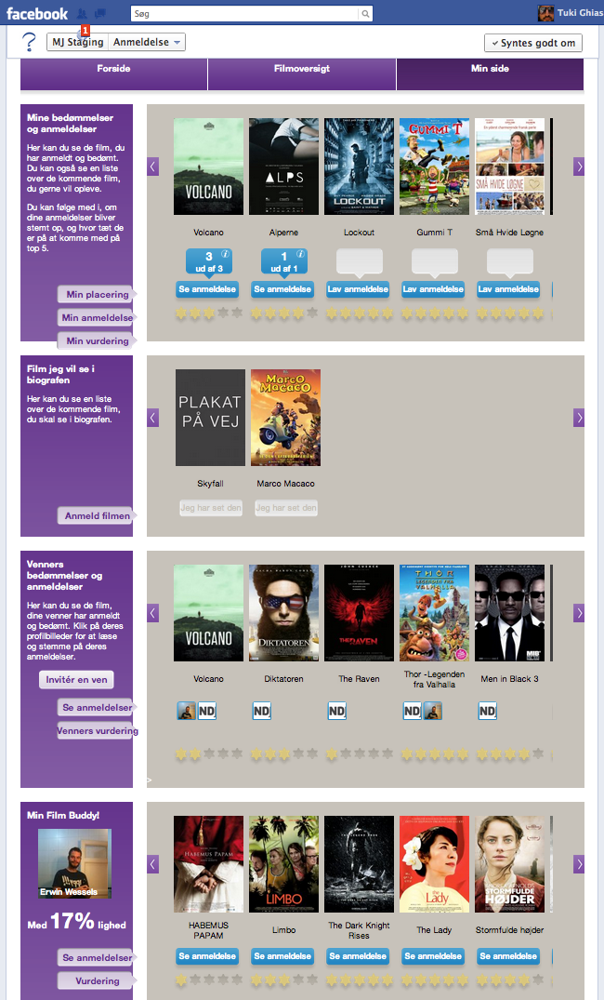 facebook
1
Søg
Tuki Ghias
?
MJ Staging
Anmeldelse
Syntes godt om
Forside
Filmoversigt
Min side
Mine bedømmelser
og anmeldelser
Her kan du se de film, du
har anmeldt og bedømt.
Du kan også se en liste
over de kommende film,
du gerne vil opleve.
Du kan følge med i, om
dine anmeldelser bliver
stemt op, og hvor tæt de
er på at komme med på
top 5.
Min placering
Min anmeldelse
Min vurdering
VOLCANO
ALPS
LOCKOUT
GUMMI T
SMÅ HVIDE LØGNE
Volcano
Alperne
Lockout
Gummi T
Små Hvide Løgne
3
ud af 3
1
ud af 1
Se anmeldelse
Se anmeldelse
Lav anmeldelse
Lav anmeldelse
Lav anmeldelse
Film jeg vil se i
biografen
Her kan du se en liste
over de kommende film,
du skal se i biografen.
Anmeld filmen
PLAKAT
PÅ VEJ
MARCO
MACACO
Skyfall
Marco Macaco
Jeg har set den
Jeg har set den
Venners
bedømmelser og
anmeldelser
Her kan du se de film,
dine venner har anmeldt
og bedømt. Klik på deres
profilbilleder for at læse
og stemme på deres
anmeldelser.
Invitér en ven
Se anmeldelser
Venners vurdering
VOLCANO
DIKTATOREN
JOHN CUSACK
THE RAVEN
THOR
LEGENDEN FRA
VALHALLA
MIB
Volcano
Diktatoren
The Raven
Thor -Legenden
fra Valhalla
Men in Black 3
ND
ND
ND
ND
ND
>
Min Film Buddy!
Erwin Wessels
Med 17% lighed
Se anmeldelser
Vurdering
HABEMUS PAPAM
LIMBO
the Lady
STORMFULDE
HØJDER
HABEMUS
PAPAM
Limbo
The Dark Knight
Rises
The Lady
Stormfulde højder
Se anmeldelse
Se anmeldelse
Se anmeldelse
Se anmeldelse
Se anmeldelse